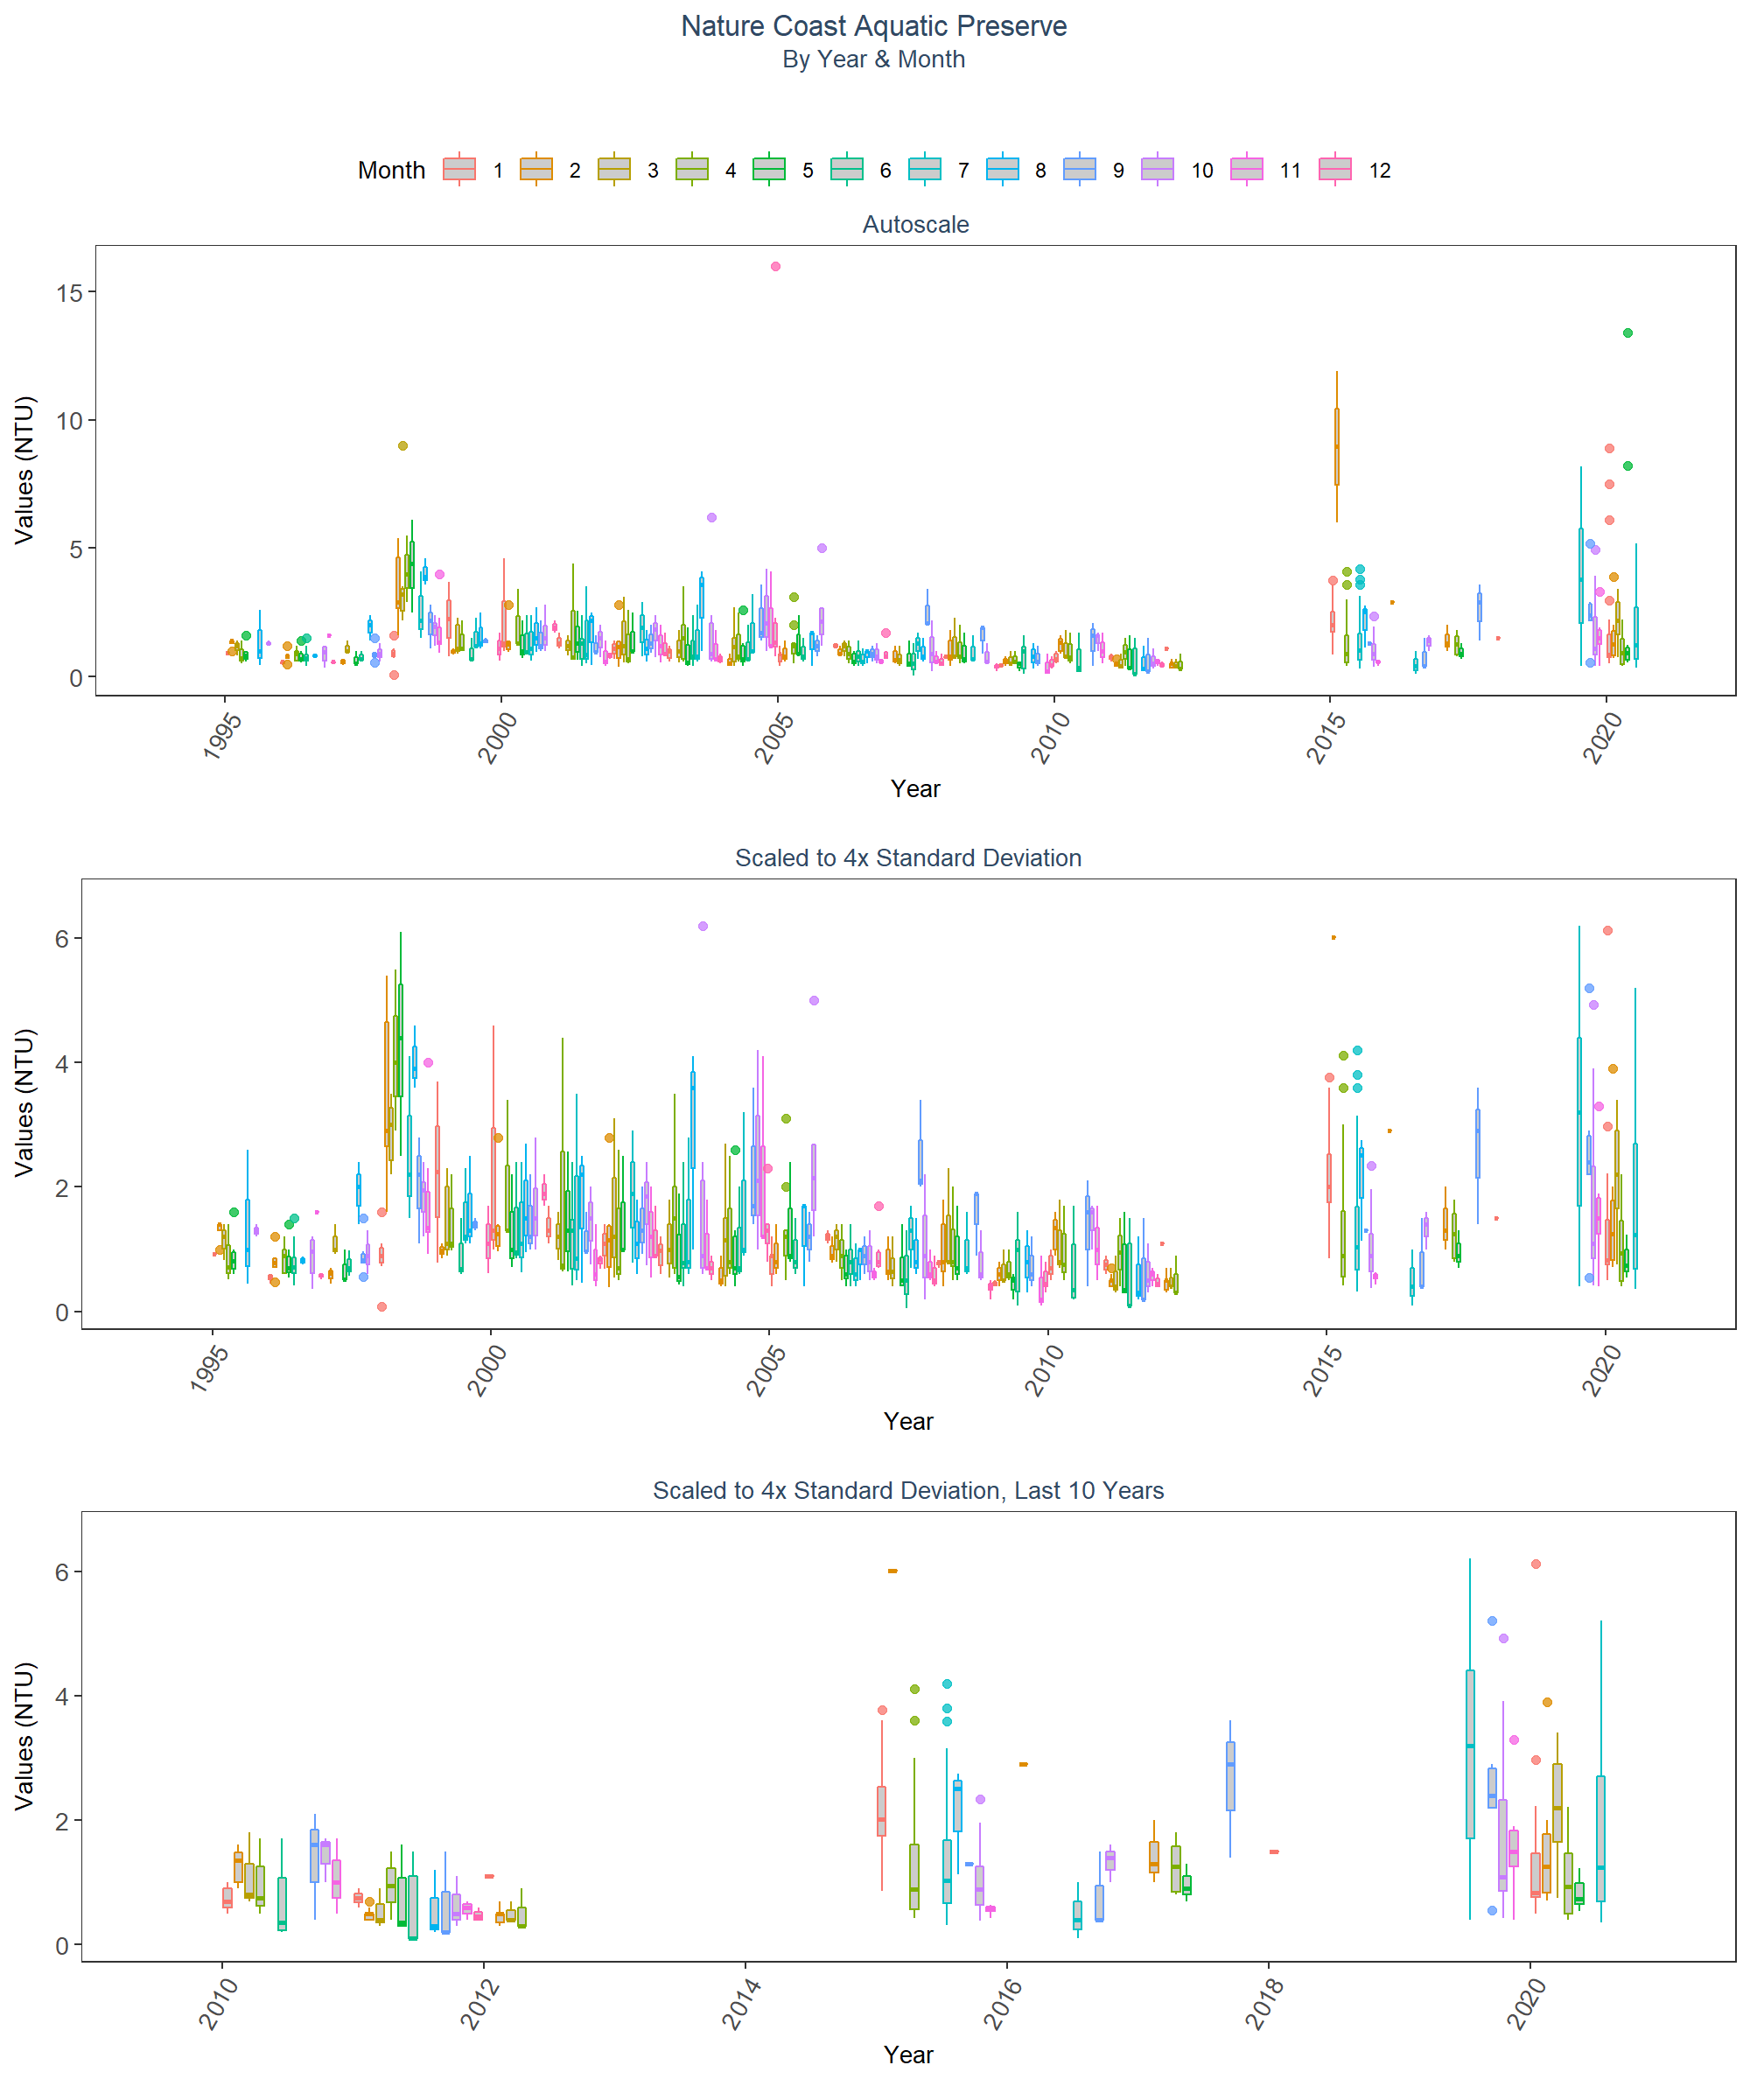 Nature Coast Aquatic Preserve
By Year & Month
Month 1 2 3 4 5 6 7 8 9 10 11 12
Autoscale
Values (NTU)
15
10
5
0
1995 2000 2005 2010 2015 2020
Year
Scaled to 4x Standard Deviation
Values (NTU)
6
4
2
0
1995 2000 2005 2010 2015 2020
Year
Scaled to 4x Standard Deviation, Last 10 Years
Values (NTU)
6
4
2
0
2010 2012 2014 2016 2018 2020
Year